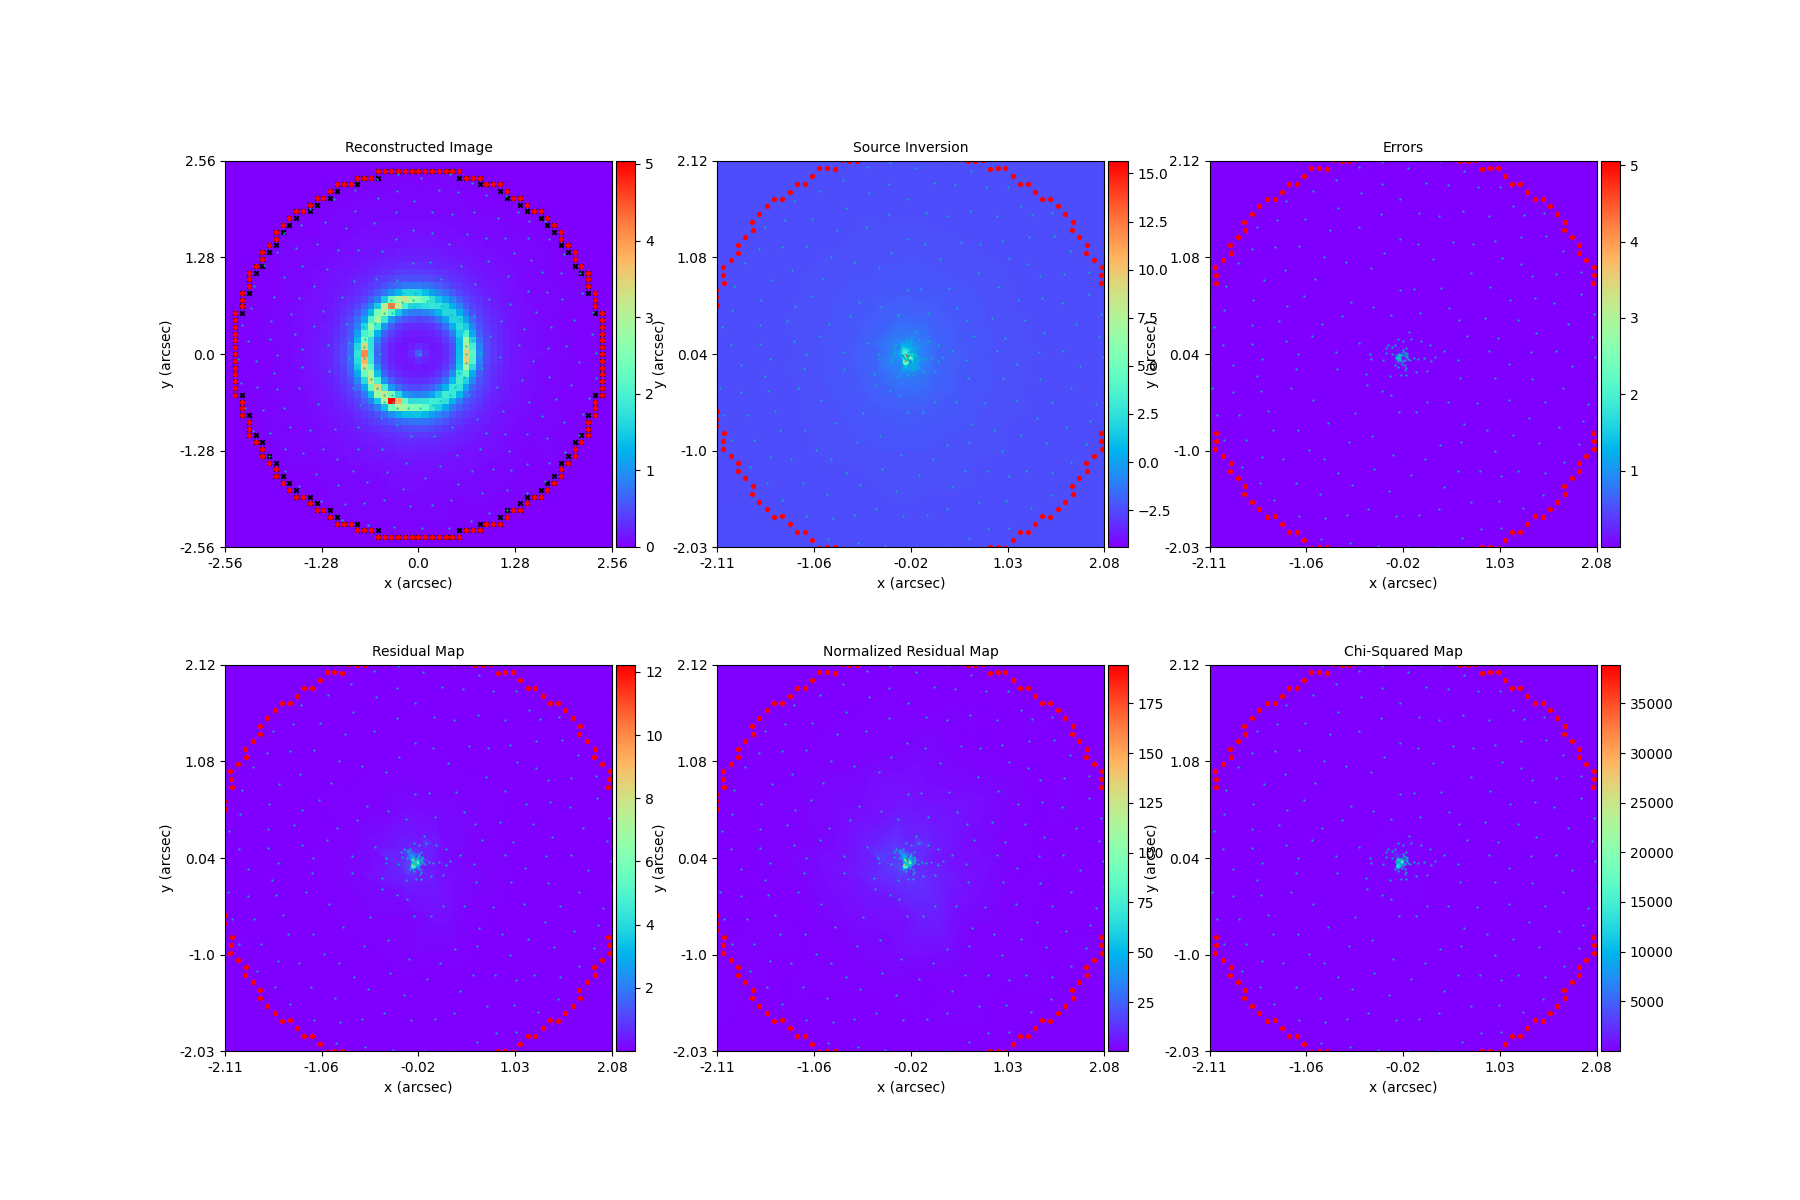 Reconstructed Image
2.56
1.28
0.0
-1.28
-2.56
-2.56 -1.28 0.0 1.28 2.56
x (arcsec)
y (arcsec)
5
4
3
2
1
0
Source Inversion
2.12
1.08
0.04
-1.0
-2.03
-2.11 -1.06 -0.02 1.03 2.08
x (arcsec)
y (arcsec)
15.0
12.5
10.0
7.5
5.0
2.5
0.0
−2.5
Errors
2.12
1.08
0.04
-1.0
-2.03
-2.11 -1.06 -0.02 1.03 2.08
x (arcsec)
y (arcsec)
5
4
3
2
1
Residual Map
2.12
1.08
0.04
-1.0
-2.03
-2.11 -1.06 -0.02 1.03 2.08
x (arcsec)
y (arcsec)
12
10
8
6
4
2
Normalized Residual Map
2.12
1.08
0.04
-1.0
-2.03
-2.11 -1.06 -0.02 1.03 2.08
x (arcsec)
y (arcsec)
175
150
125
100
75
50
25
Chi-Squared Map
2.12
1.08
0.04
-1.0
-2.03
-2.11 -1.06 -0.02 1.03 2.08
x (arcsec)
y (arcsec)
35000
30000
25000
20000
15000
10000
5000